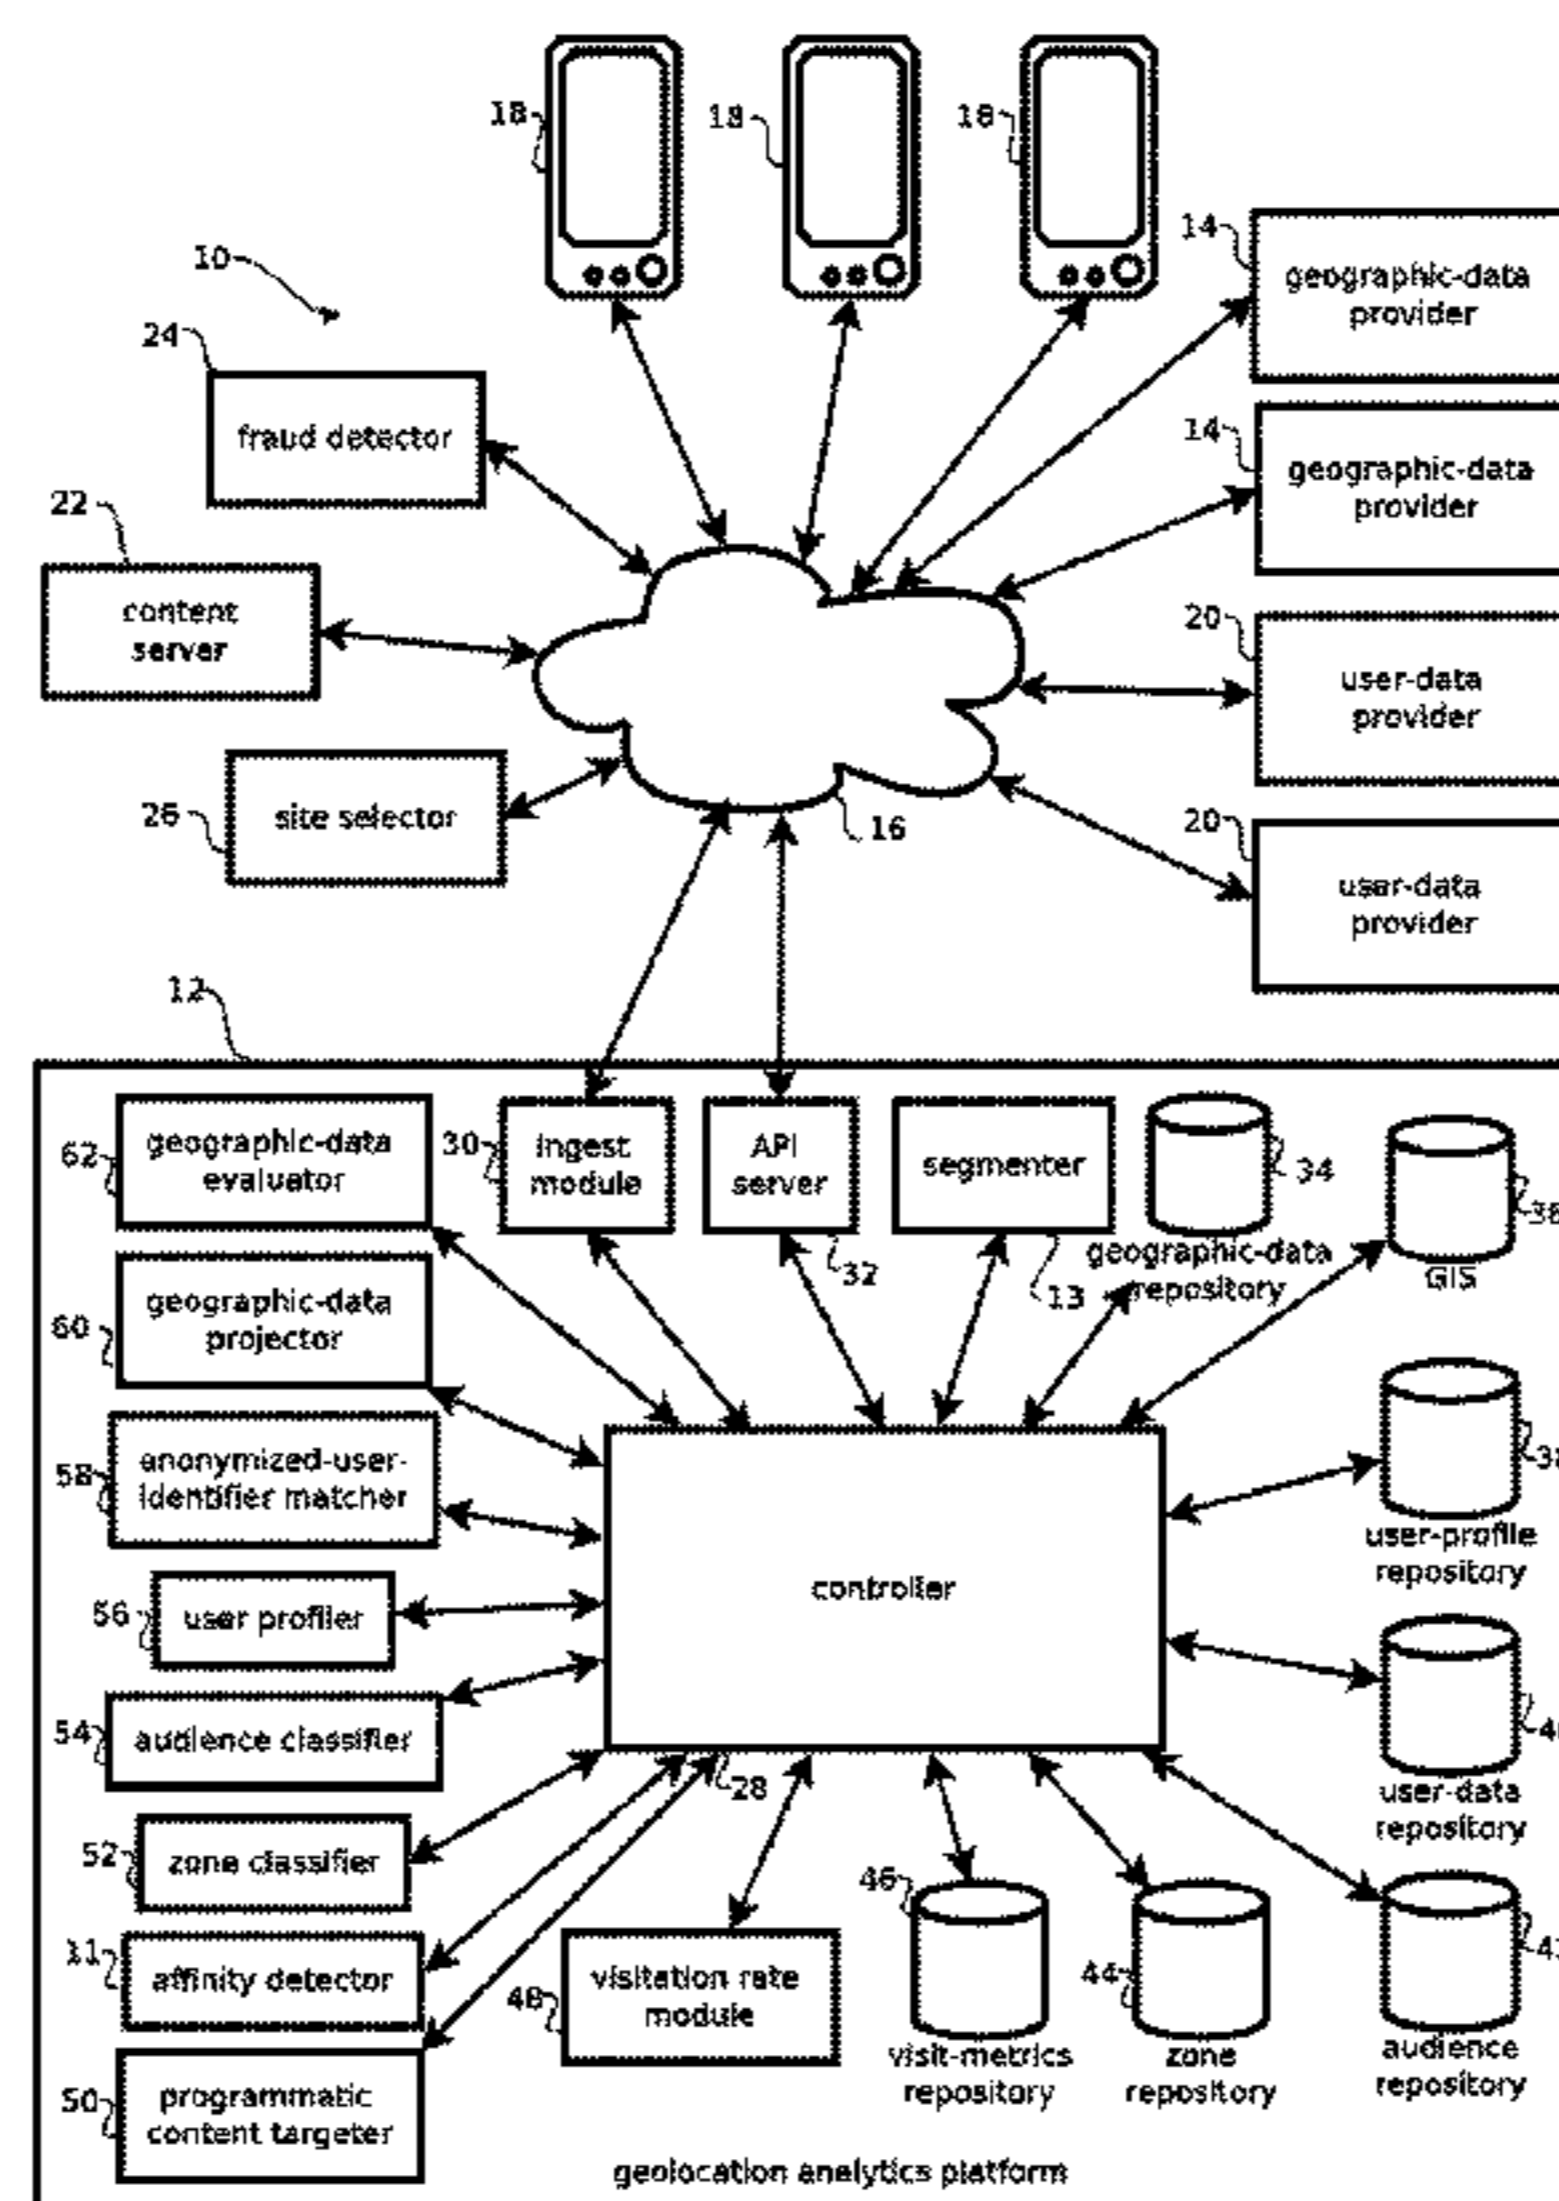 18
18
18
14
geographic-data
provider
10
24
fraud detector
14
geographic-data
provider
22
content
server
20
user-data
provider
26
site selector
16
20
user-data
provider
12
62
geographic-data
evaluator
30
ingest
module
API
server
32
segmenter
13
34
geographic-data
repository
36
GIS
60
geographic-data
projector
58
anonymized-user-
identifier matcher
controller
user-profile
repository
56
user profiler
54
audience classifier
28
user-data
repository
52
zone classifier
46
11
affinity detector
48
visitation rate
module
visit-metrics
repository
44
zone
repository
audience
repository
50
programmatic
content targeter
geolocation analytics platform